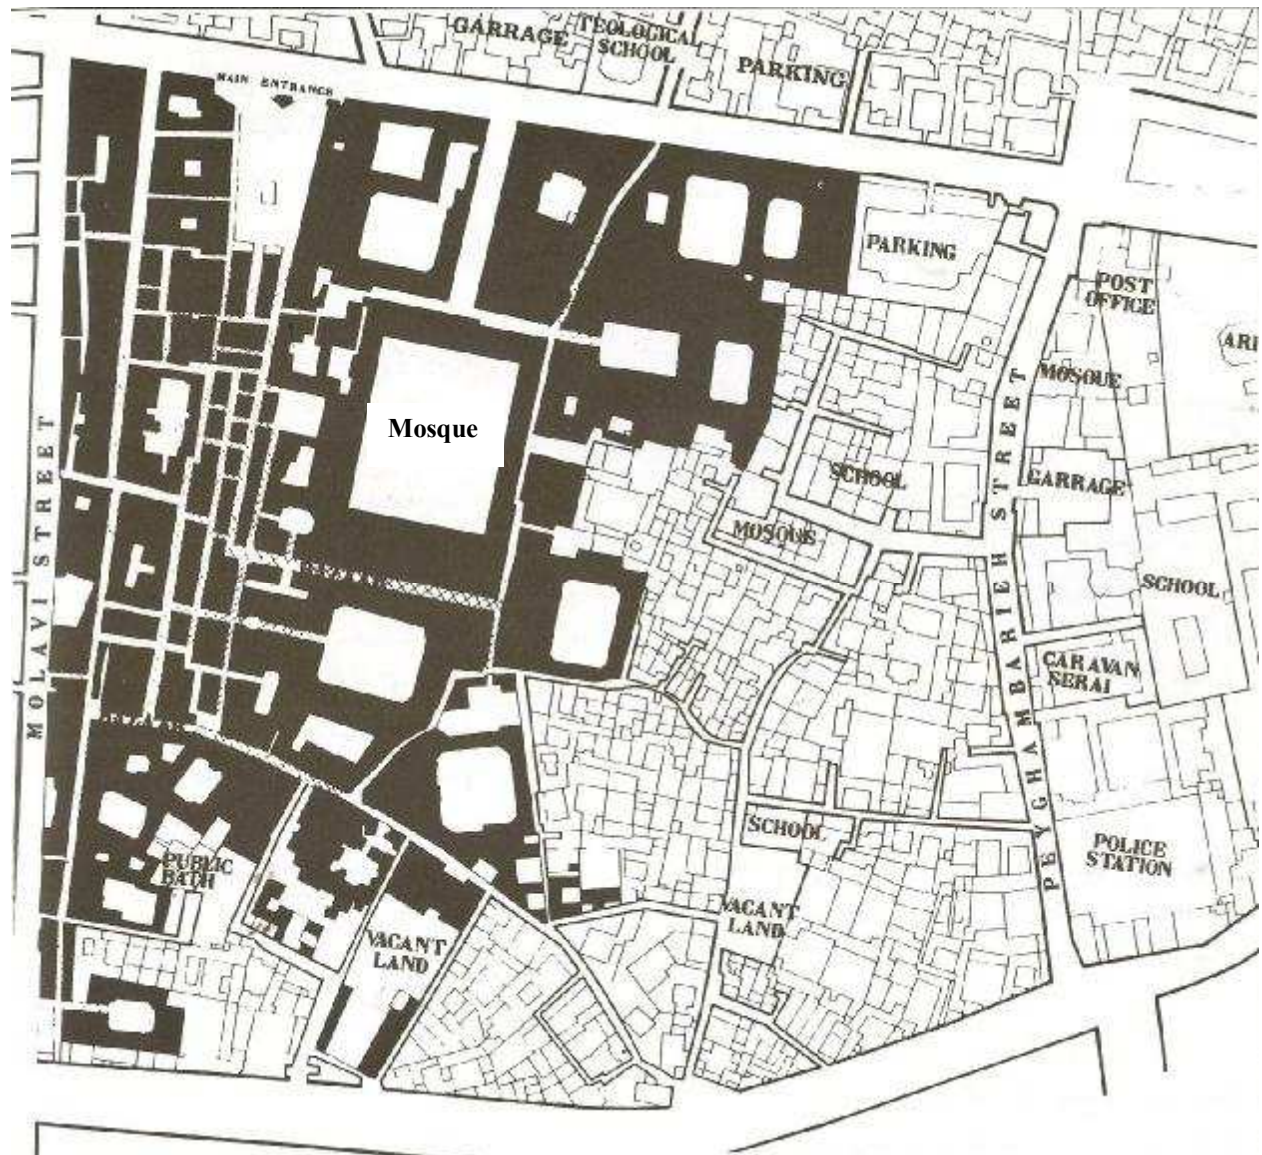 GARRAGE
TEOLOGICAL
SCHOOL
PARKING
MAIN ENTRANCE
PARKING
POST
OFFICE
MOSQUE
Mosque
SCHOOL
GARRAGE
MOSQUE
SCHOOL
MOLAVI STREET
PEYGHAMBARIEH STREET
CARAVAN
SERAI
PUBLIC
BATH
SCHOOL
POLICE
STATION
VACANT
LAND
VACANT
LAND